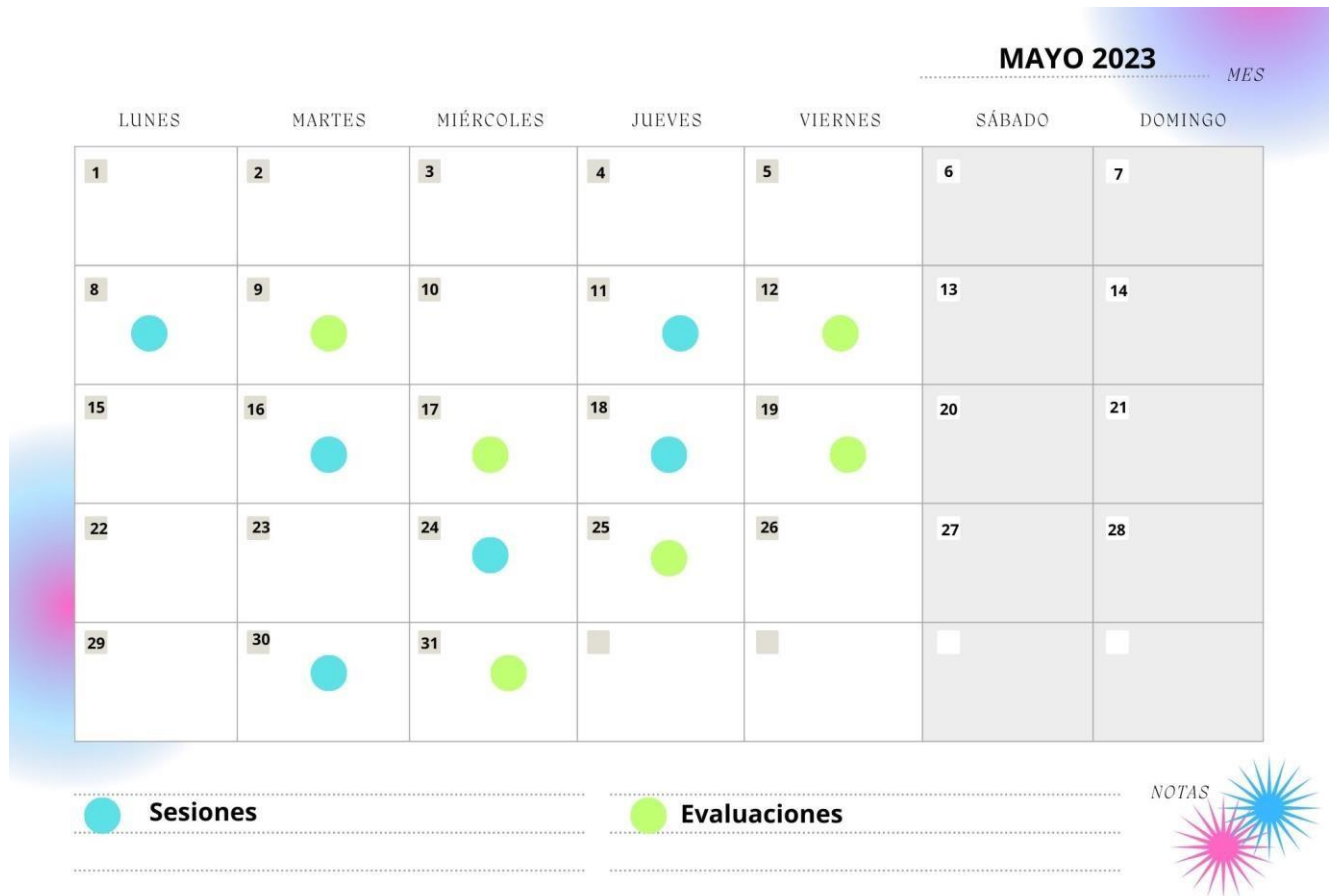 MAYO 2023
MES
LUNES MARTES MIÉRCOLES JUEVES VIERNES SÁBADO DOMINGO
1 2 3 4 5 6 7
8 9 10 11 12 13 14
15 16 17 18 19 20 21
22 23 24 25 26 27 28
29 30 31
NOTAS
Sesiones Evaluaciones